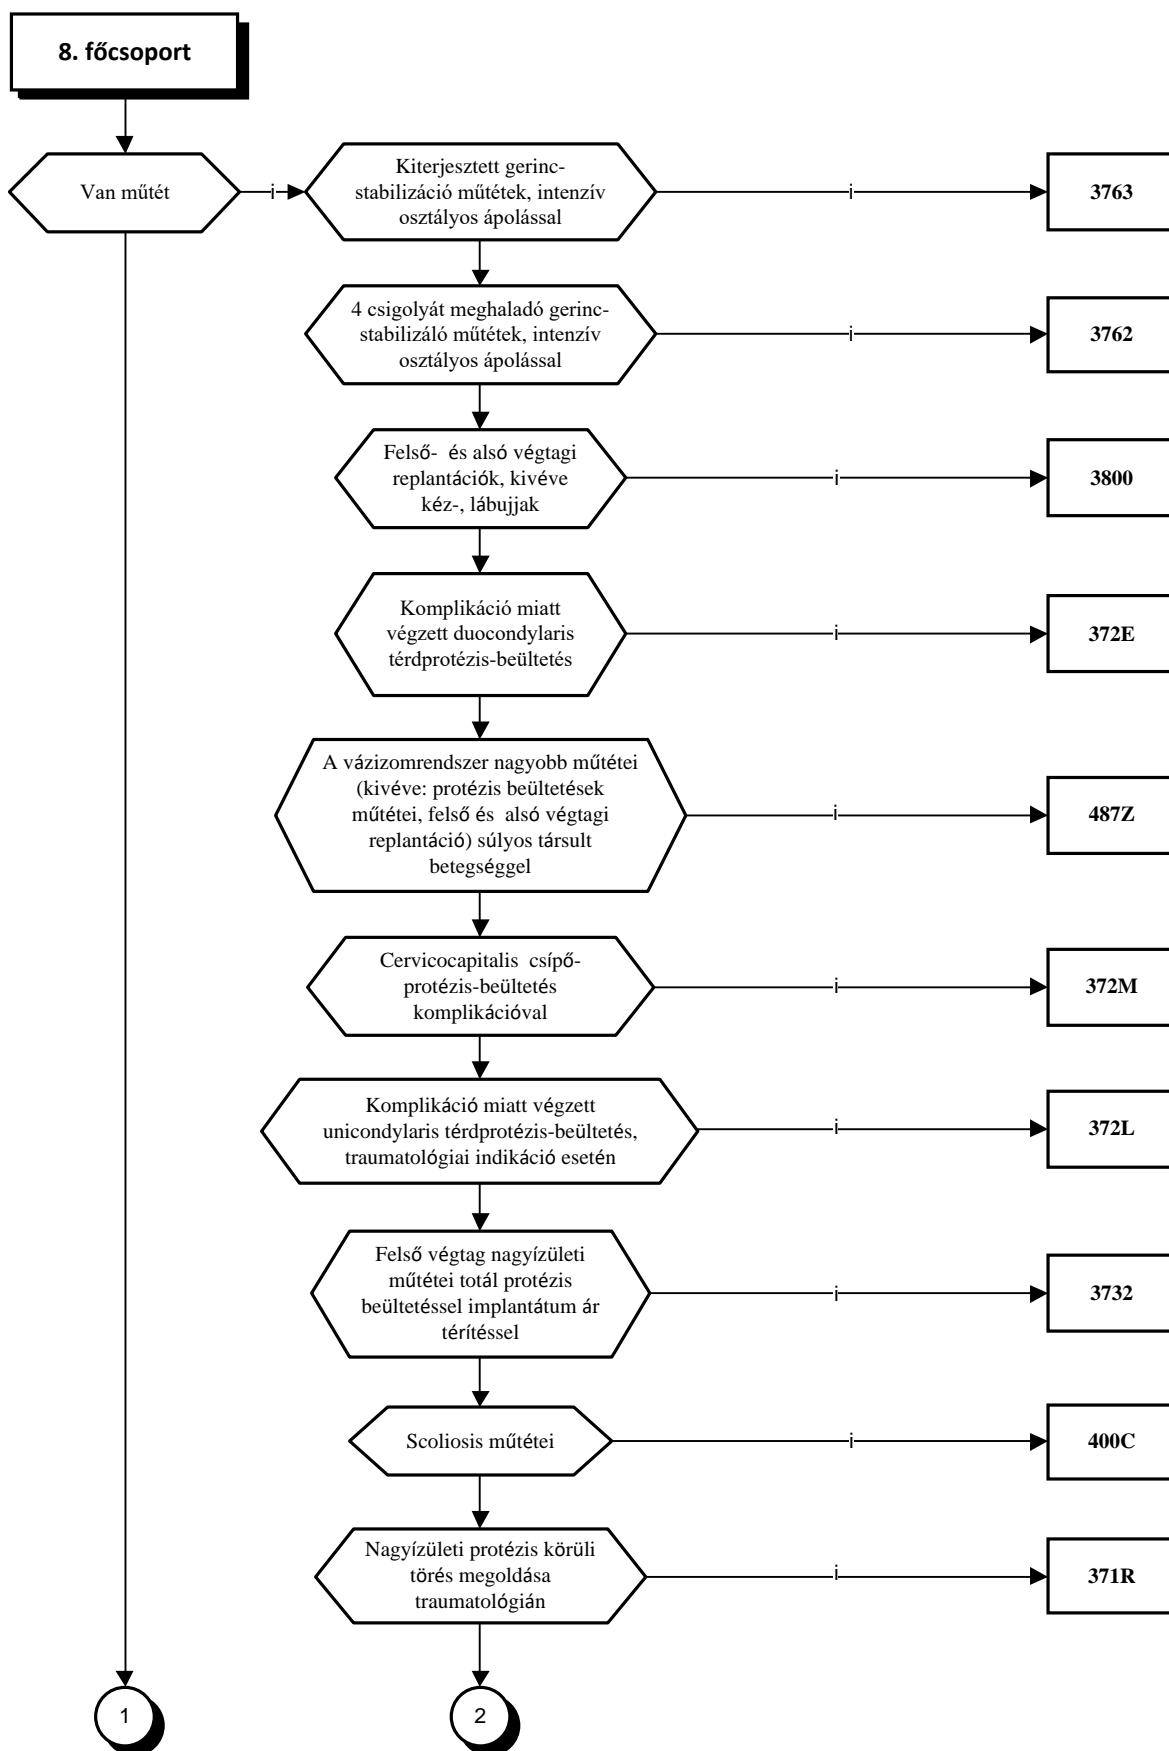 8. főcsoport
Van műtét
i
Kiterjesztett gerinc-
stabilizáció műtétek, intenzív
osztályos ápolással
i
3763
4 csigolyát meghaladó gerinc-
stabilizáló műtétek, intenzív
osztályos ápolással
i
3762
Felső- és alsó végtagi
replantációk, kivéve
kéz-, lábujjak
i
3800
Komplikáció miatt
végzett duocondylaris
térdprotézis-beültetés
i
372E
A vázizomrendszer nagyobb műtétei
(kivéve: protézis beültetések
műtétei, felső és alsó végtagi
replantáció) súlyos társult
betegséggel
i
487Z
Cervicocapitalis csípő-
protézis-beültetés
komplikációval
i
372M
Komplikáció miatt végzett
unicondylaris térdprotézis-beültetés,
traumatológiai indikáció esetén
i
372L
Felső végtag nagyízületi
műtétei totál protézis
beültetéssel implantátum ár
térítéssel
i
3732
Scoliosis műtétei
i
400C
Nagyízületi protézis körüli
törés megoldása
traumatológián
i
371R
1
2